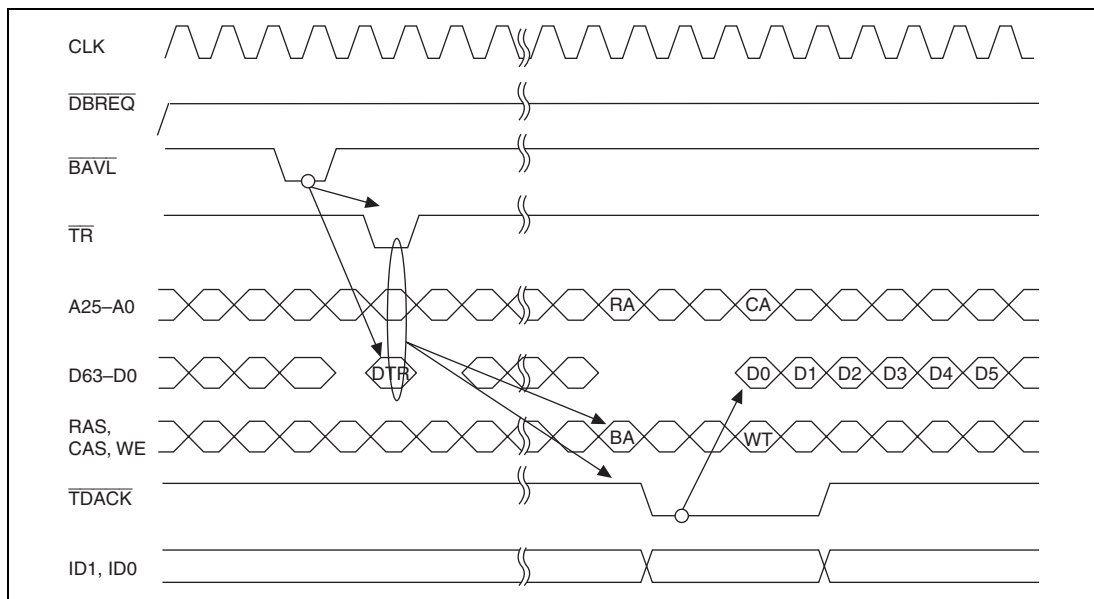 CLK
DBREQ
BAVL
TR
A25–A0 RA CA
D63–D0 DTR D0 D1 D2 D3 D4 D5
RAS,
CAS, WE BA WT
TDACK
ID1, ID0